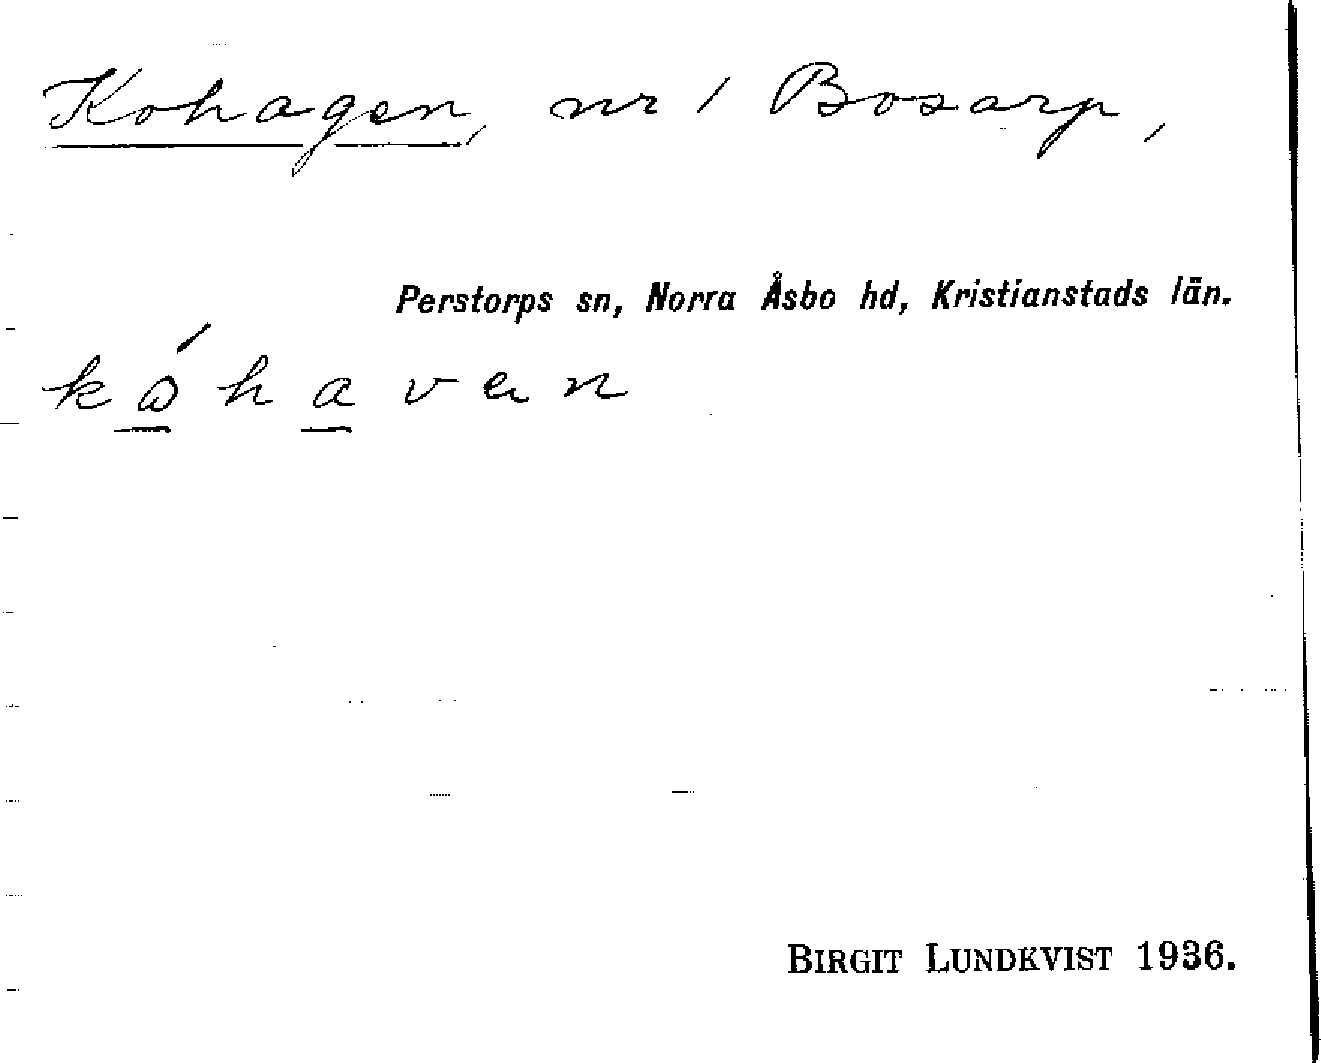 Kohagen, nr 1 Bosarp,
Perstorps sn, Norra Åsbo hd, Kristianstads län.
kóhaven
BIRGIT LUNDKVIST 1936.